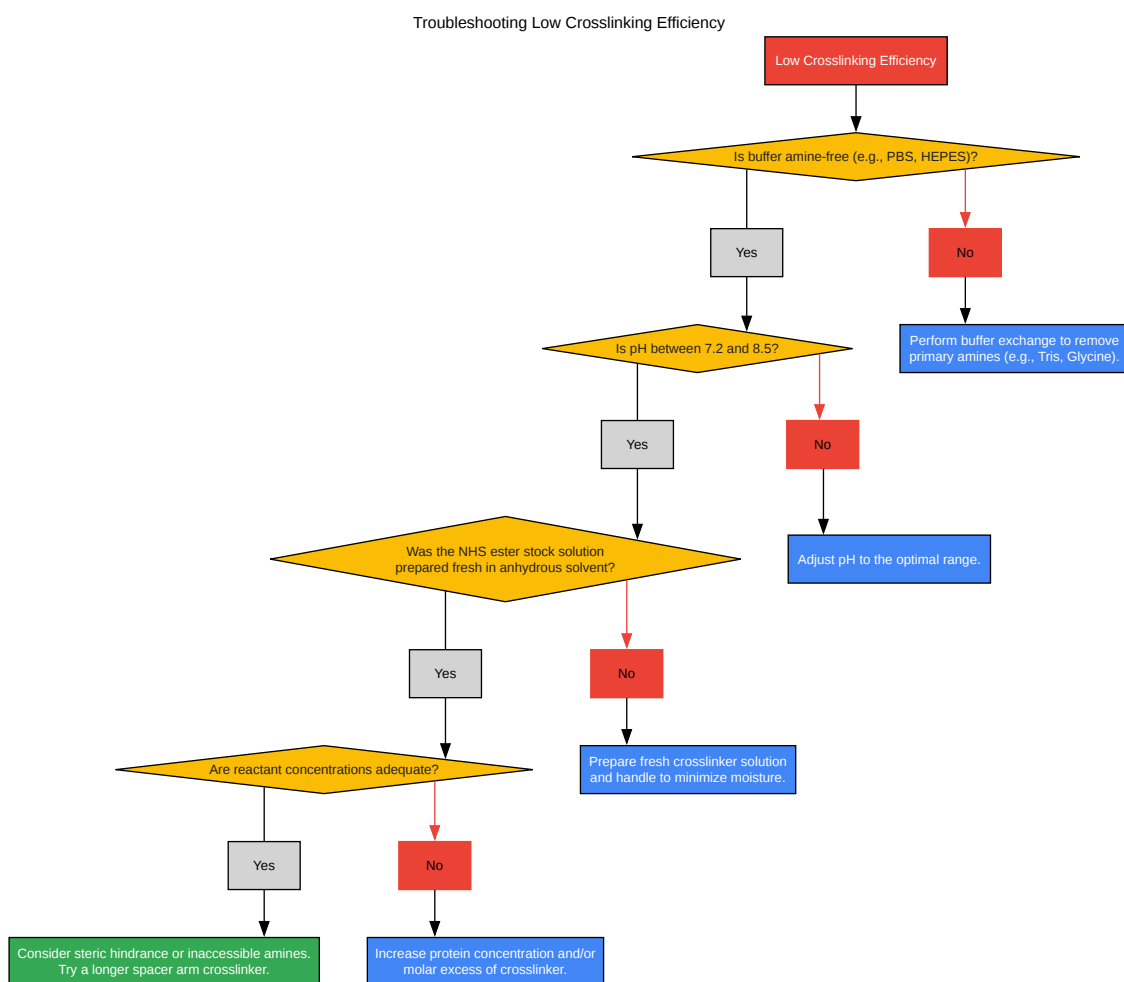 Troubleshooting Low Crosslinking Efficiency
Low Crosslinking Efficiency
Is buffer amine-free (e.g., PBS, HEPES)?
Yes
No
Is pH between 7.2 and 8.5?
Perform buffer exchange to remove
primary amines (e.g., Tris, Glycine).
Yes
No
Was the NHS ester stock solution
prepared fresh in anhydrous solvent?
Adjust pH to the optimal range.
Yes
No
Are reactant concentrations adequate?
Prepare fresh crosslinker solution
and handle to minimize moisture.
Yes
No
Consider steric hindrance or inaccessible amines.
Try a longer spacer arm crosslinker.
Increase protein concentration and/or
molar excess of crosslinker.